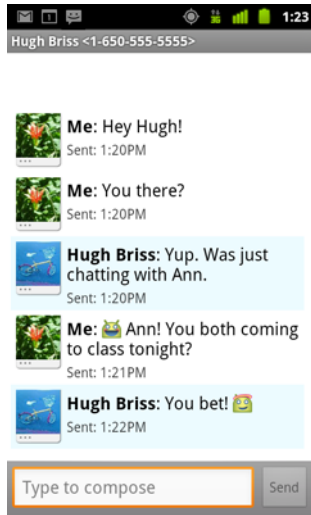 1:23
Hugh Briss <1-650-555-5555>
Me: Hey Hugh!
Sent: 1:20PM
Me: You there?
Sent: 1:20PM
Hugh Briss: Yup. Was just
chatting with Ann.
Sent: 1:20PM
Me: Ann! You both coming
to class tonight?
Sent: 1:21PM
Hugh Briss: You bet!
Sent: 1:22PM
Type to compose
Send